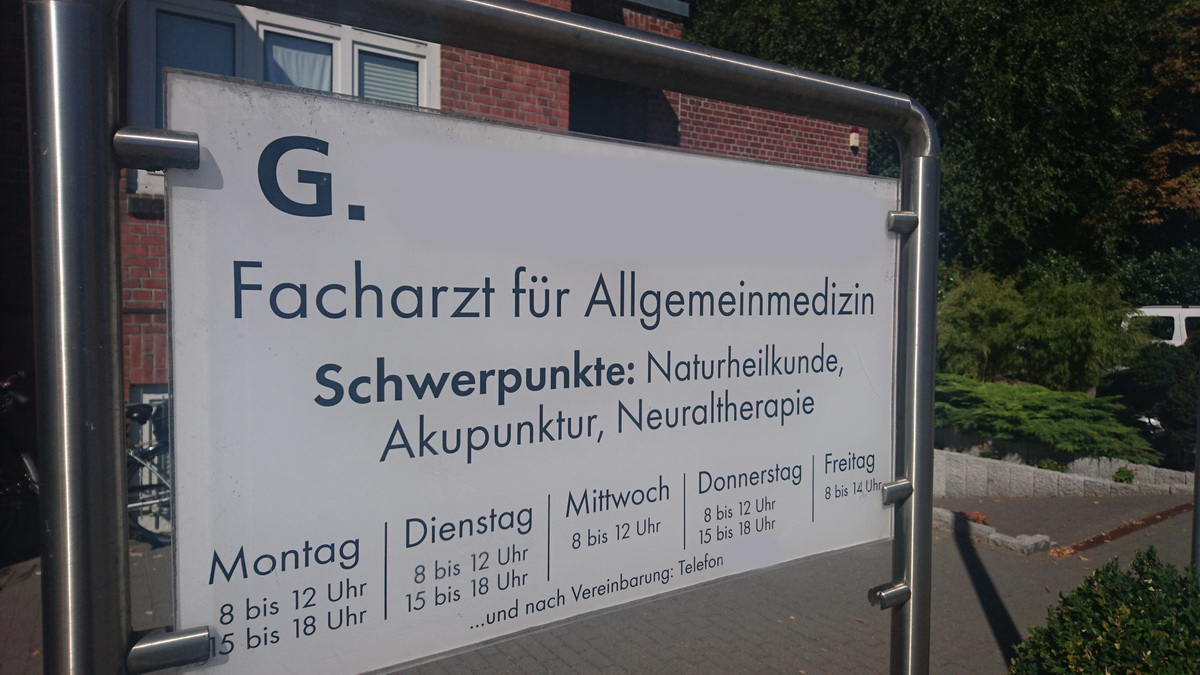 G.
Facharzt für Allgemeinmedizin
Schwerpunkte: Naturheilkunde,
Akupunktur, Neuraltherapie
Montag
8 bis 12 Uhr
15 bis 18 Uhr
Dienstag
8 bis 12 Uhr
15 bis 18 Uhr
Mittwoch
8 bis 12 Uhr
Donnerstag
8 bis 12 Uhr
15 bis 18 Uhr
Freitag
8 bis 14 Uhr
...und nach Vereinbarung: Telefon